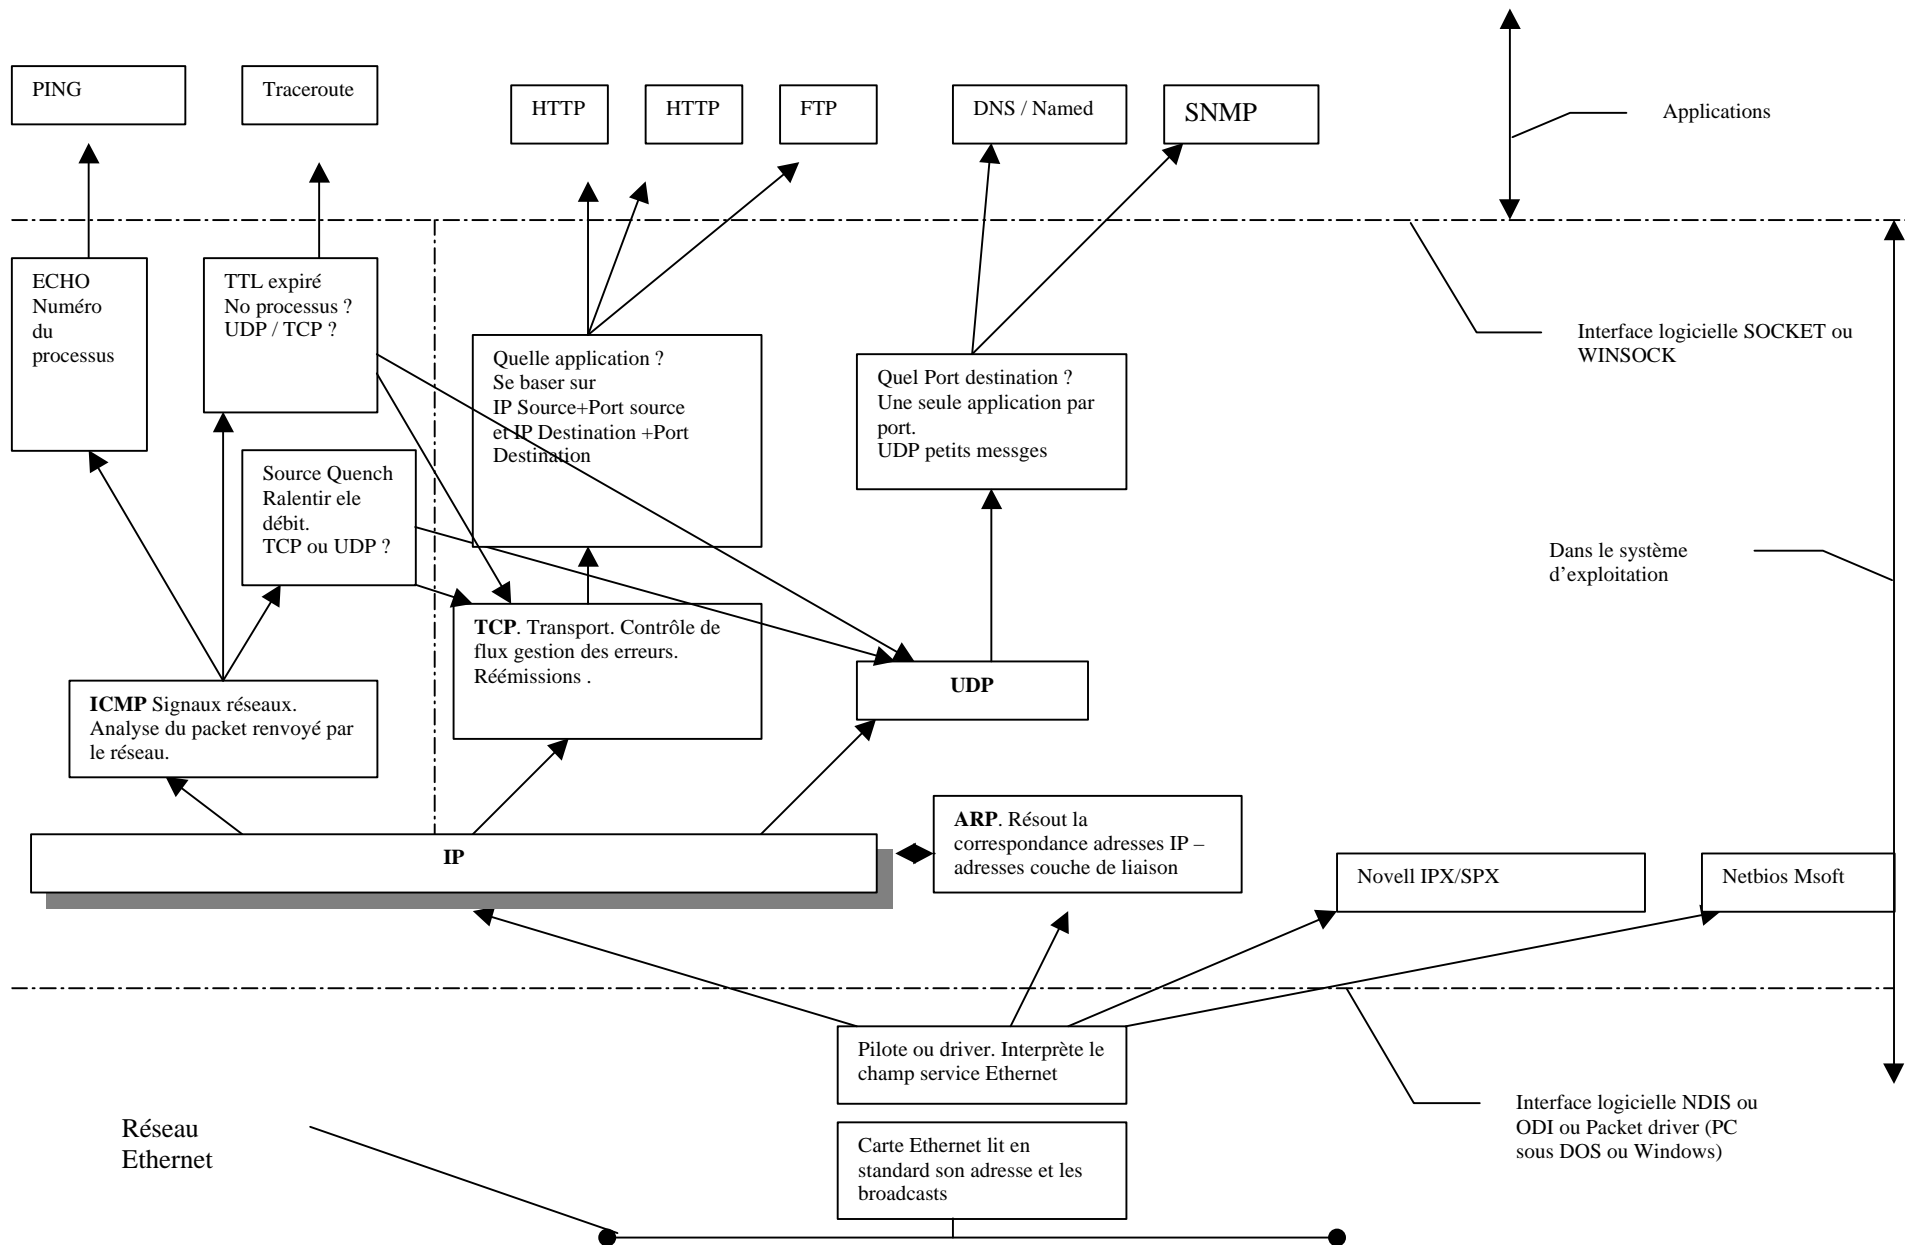 PING
Traceroute
HTTP
HTTP
FTP
DNS / Named
SNMP
Applications
ECHO
Numéro
du
processus
TTL expiré
No processus ?
UDP / TCP ?
Quelle application ?
Se baser sur
IP Source+Port source
et IP Destination +Port
Destination
Quel Port destination ?
Une seule application par
port.
UDP petits messges
Interface logicielle SOCKET ou
WINSOCK
Source Quench
Ralentir ele
débit.
TCP ou UDP ?
Dans le système
d’exploitation
TCP. Transport. Contrôle de
flux gestion des erreurs.
Réémissions .
UDP
ICMP Signaux réseaux.
Analyse du packet renvoyé par
le réseau.
IP
ARP. Résout la
correspondance adresses IP –
adresses couche de liaison
Novell IPX/SPX
Netbios Msoft
Pilote ou driver. Interprète le
champ service Ethernet
Interface logicielle NDIS ou
ODI ou Packet driver (PC
sous DOS ou Windows)
Réseau
Ethernet
Carte Ethernet lit en
standard son adresse et les
broadcasts